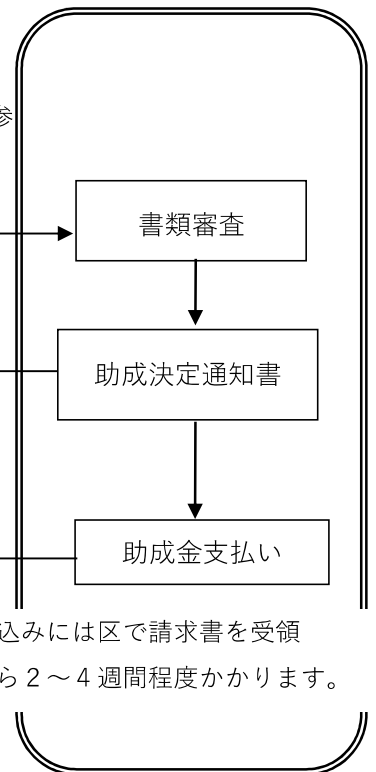 参
書類審査
助成決定通知書
助成金支払い
込みには区で請求書を受領
ら２～４週間程度かかります。